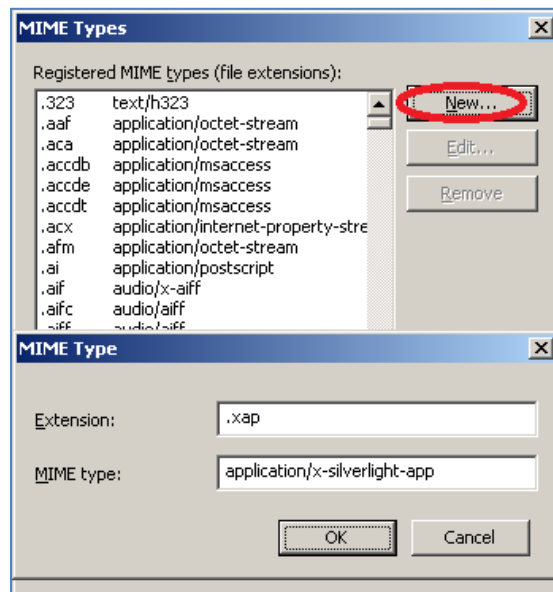 MIME Types
Registered MIME types (file extensions):
.323 text/h323
.aaf application/octet-stream
.aca application/octet-stream
.accdb application/msaccess
.accde application/msaccess
.accdt application/msaccess
.acx application/internet-property-stre
.afm application/octet-stream
.ai application/postscript
.aif audio/x-aiff
.aifc audio/aiff
.aiff audio/aiff
New...
Edit...
Remove
MIME Type
Extension: .xap
MIME type: application/x-silverlight-app
OK Cancel